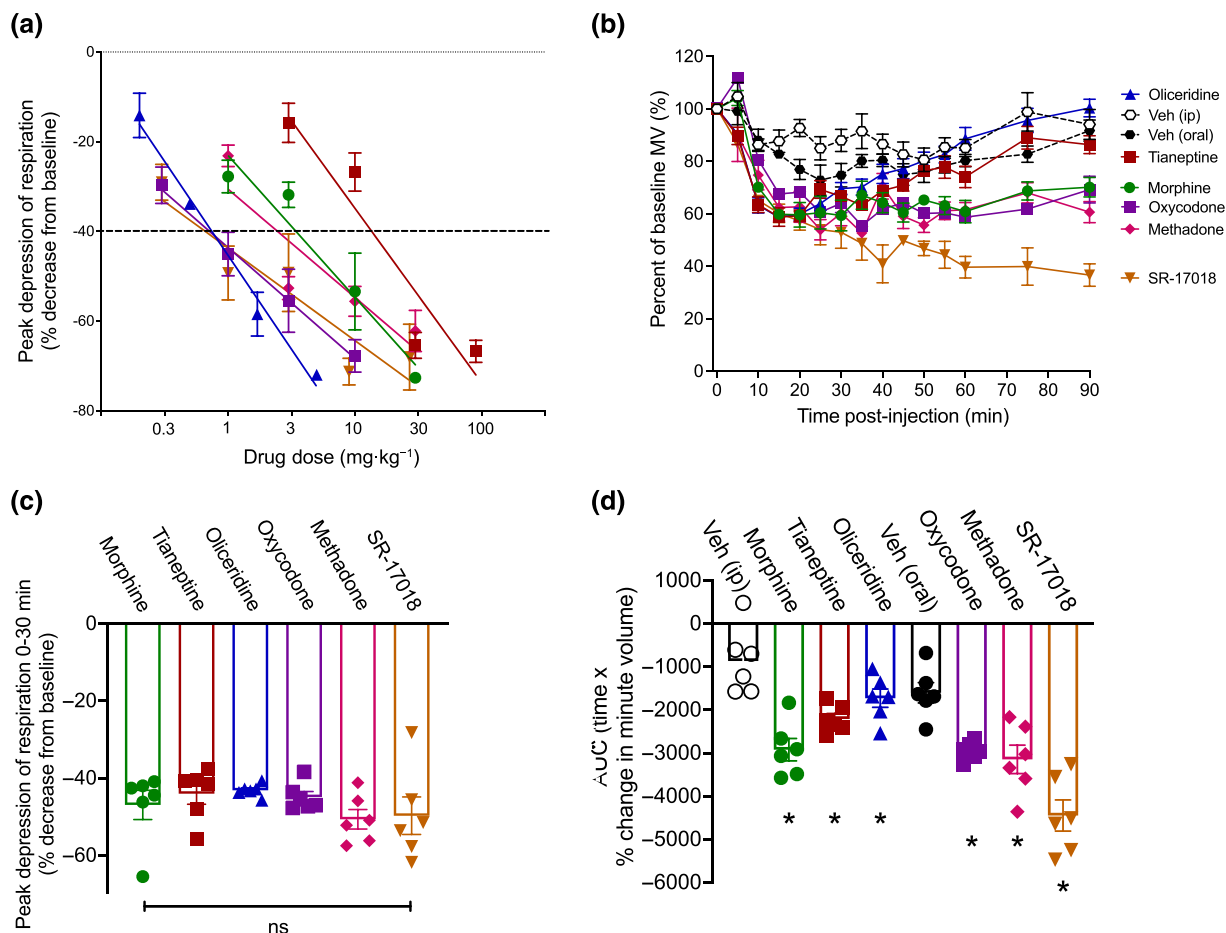 (a)
Peak depression of respiration
(% decrease from baseline)
0
-20
-40
-60
-80
0.3
1
3
10
30
100
Drug dose (mg·kg⁻¹)
(b)
Percent of baseline MV (%)
120
100
80
60
40
20
0
0
10
20
30
40
50
60
70
80
90
Time post-injection (min)
Oliceridine
Veh (ip)
Veh (oral)
Tianeptine
Morphine
Oxycodone
Methadone
SR-17018
(c)
Morphine
Tianeptine
Oliceridine
Oxycodone
Methadone
SR-17018
Peak depression of respiration 0-30 min
(% decrease from baseline)
0
-20
-40
-60
ns
(d)
Veh (ip)
Morphine
Tianeptine
Oliceridine
Veh (oral)
Oxycodone
Methadone
SR-17018
AUC (time x
% change in minute volume)
1000
0
-1000
-2000
-3000
-4000
-5000
-6000
* * * * * *